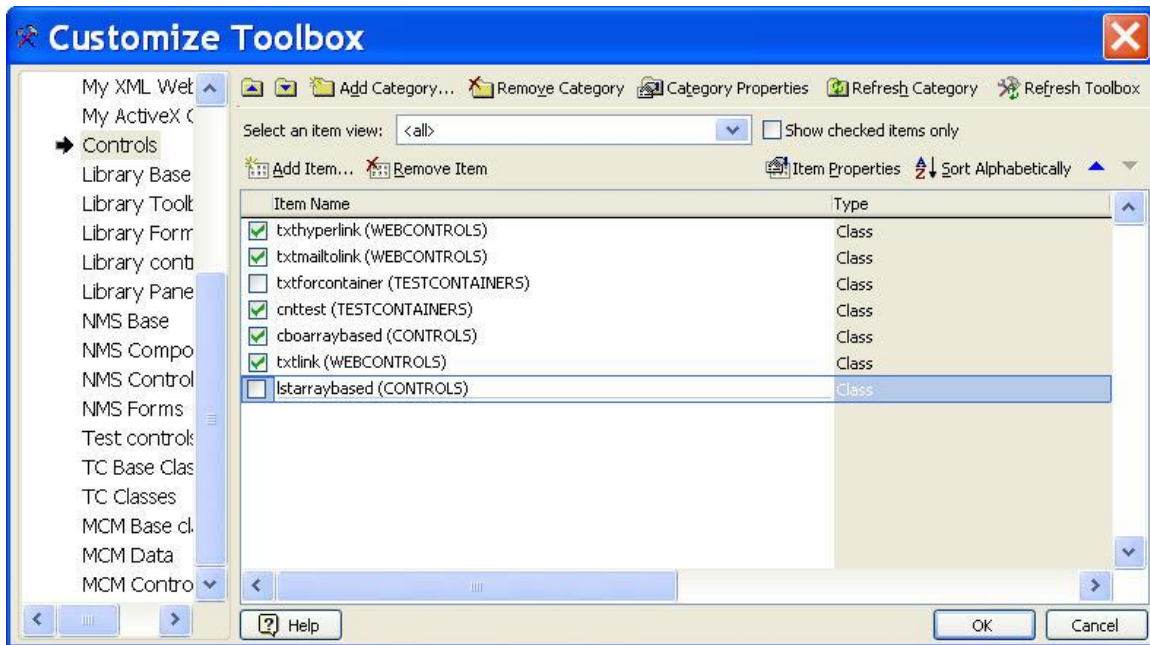 Customize Toolbox
My XML Wet
My ActiveX C
Controls
Library Base
Library Toolb
Library Form
Library conti
Library Pane
NMS Base
NMS Compo
NMS Control
NMS Forms
Test controls
TC Base Clas
TC Classes
MCM Base cl
MCM Data
MCM Contro
Add Category... Remove Category Category Properties Refresh Category Refresh Toolbox
Select an item view: <all> Show checked items only
Add Item... Remove Item Item Properties Sort Alphabetically
Item Name Type
txthyperlink (WEBCONTROLS) Class
txtmailtolink (WEBCONTROLS) Class
txtforcontainer (TESTCONTAINERS) Class
cnttest (TESTCONTAINERS) Class
cboarraybased (CONTROLS) Class
txtlink (WEBCONTROLS) Class
lstarraybased (CONTROLS) Class
Help OK Cancel